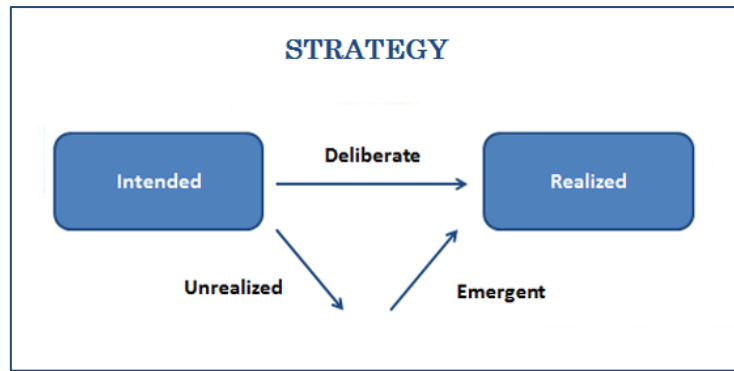 STRATEGY
Deliberate
Intended
Realized
Unrealized
Emergent